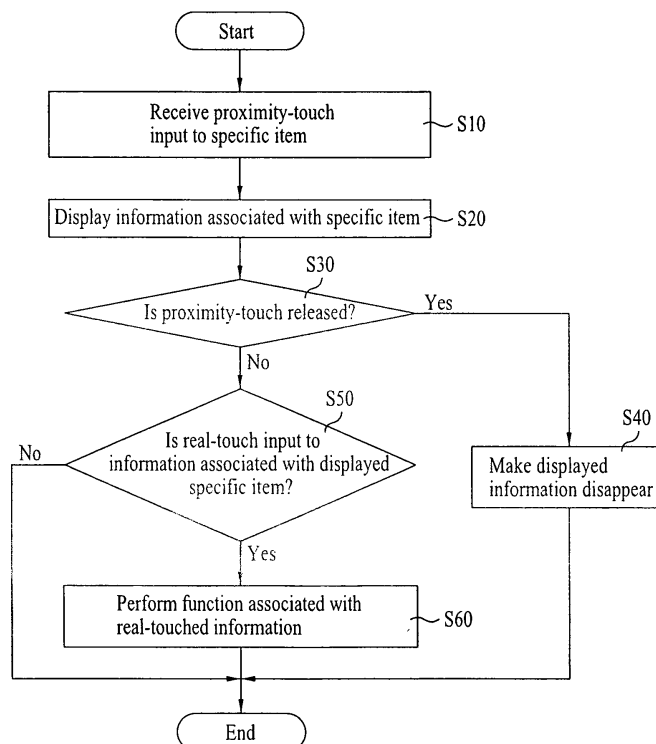 Start
Receive proximity-touch
input to specific item
S10
Display information associated with specific item
S20
S30
Is proximity-touch released?
Yes
No
S50
Is real-touch input to
information associated with displayed
specific item?
No
S40
Make displayed
information disappear
Yes
Perform function associated with
real-touched information
S60
End